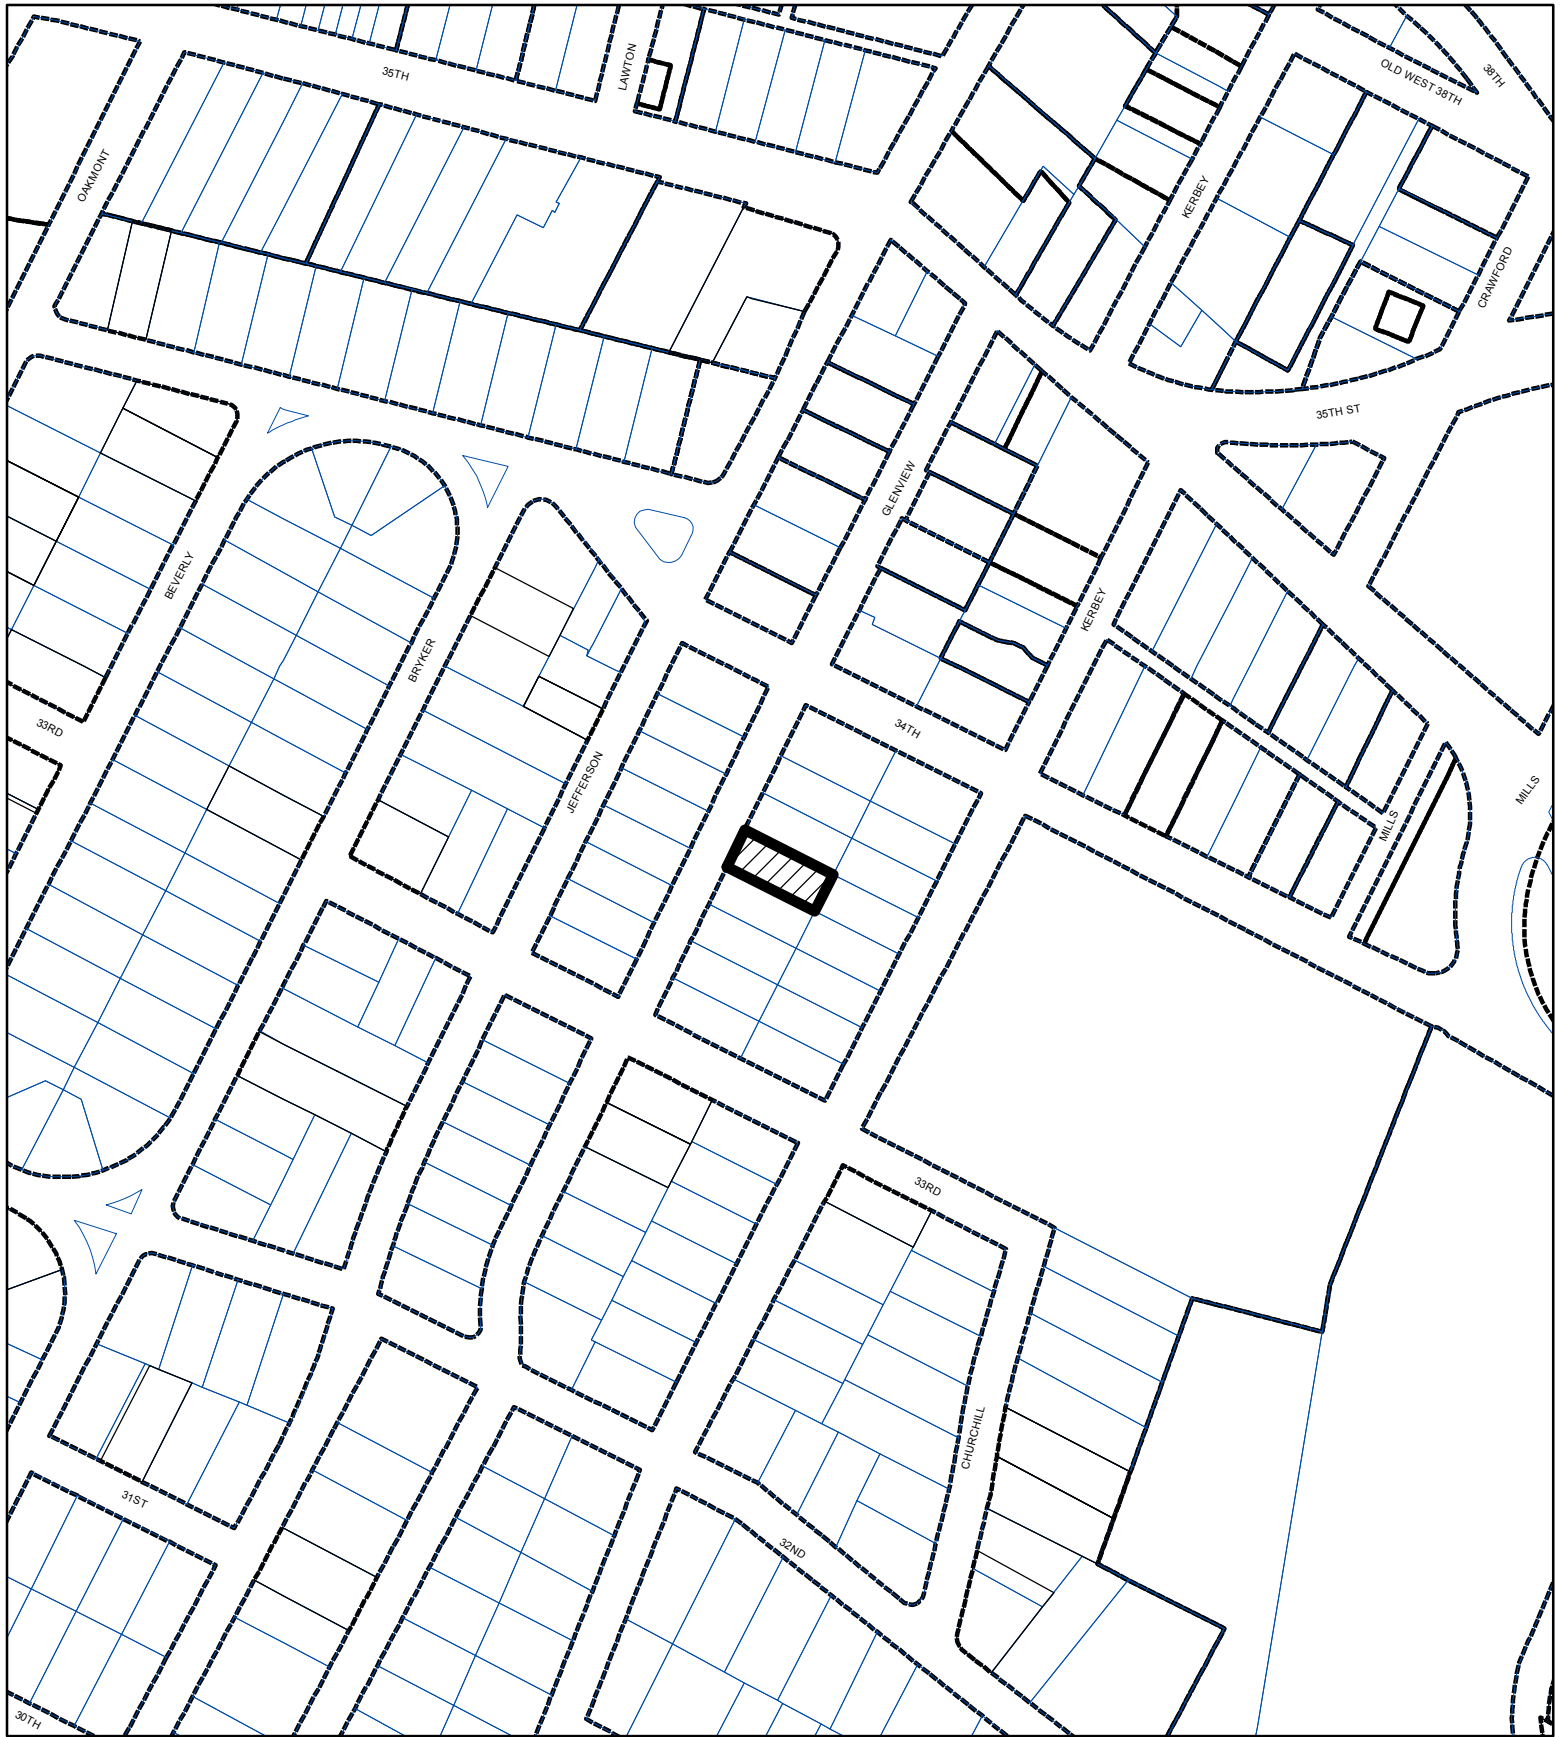 35TH
LAWTON
OLD WEST 38TH
38TH
OAKMONT
KERBEY
CRAWFORD
35TH ST
GLENVIEW
BEVERLY
KERBEY
BRYKER
33RD
34TH
JEFFERSON
MILLS
MILLS
33RD
CHURCHILL
31ST
32ND
30TH